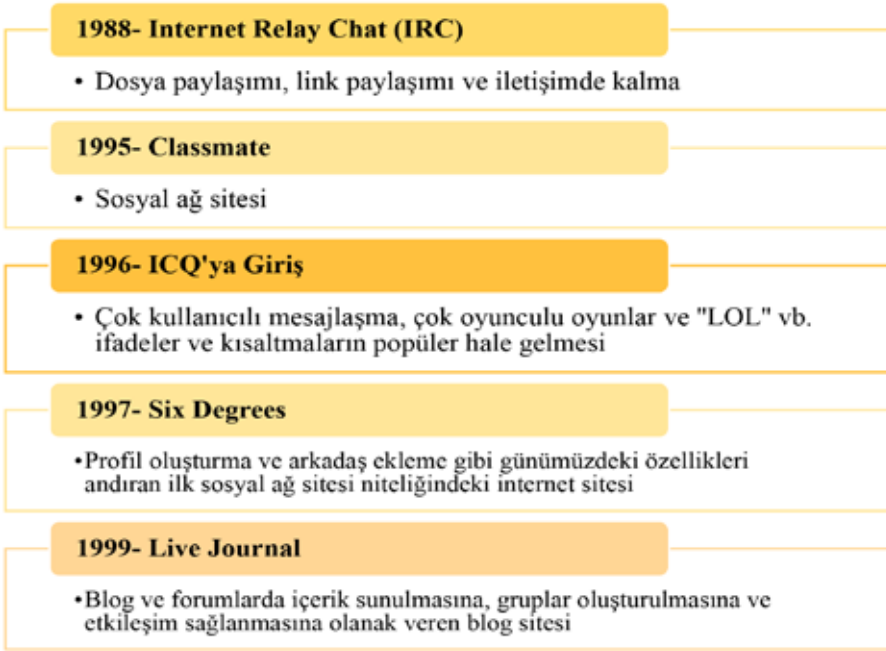 1988- Internet Relay Chat (IRC)
• Dosya paylaşımı, link paylaşımı ve iletişimde kalma
1995- Classmate
• Sosyal ağ sitesi
1996- ICQ'ya Giriş
• Çok kullanıcılı mesajlaşma, çok oyunculu oyunlar ve "LOL" vb.
ifadeler ve kısaltmaların popüler hale gelmesi
1997- Six Degrees
•Profil oluşturma ve arkadaş ekleme gibi günümüzdeki özellikleri
andıran ilk sosyal ağ sitesi niteliğindeki internet sitesi
1999- Live Journal
•Blog ve forumlarda içerik sunulmasına, gruplar oluşturulmasına ve
etkileşim sağlanmasına olanak veren blog sitesi